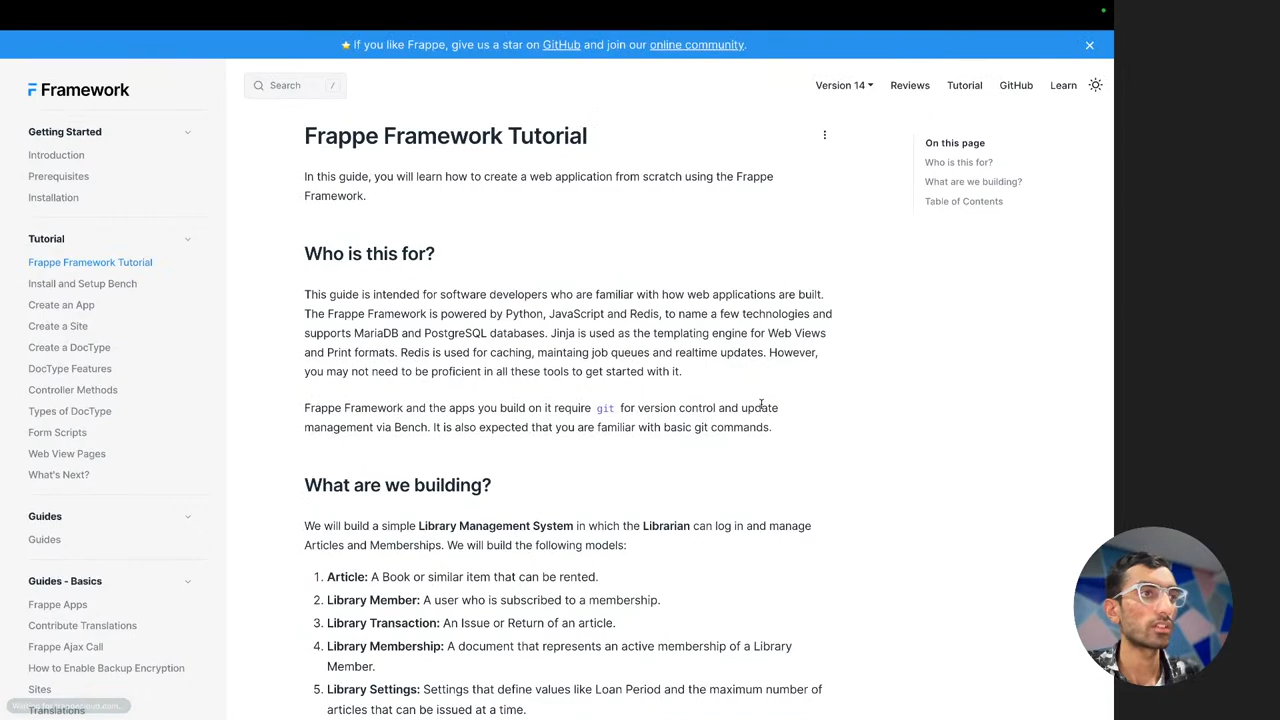 ⭐ If you like Frappe, give us a star on GitHub and join our online community.
Framework
Search /
Version 14
Reviews
Tutorial
GitHub
Learn
Getting Started
Introduction
Prerequisites
Installation
Tutorial
Frappe Framework Tutorial
Install and Setup Bench
Create an App
Create a Site
Create a DocType
DocType Features
Controller Methods
Types of DocType
Form Scripts
Web View Pages
What's Next?
Guides
Guides
Guides - Basics
Frappe Apps
Contribute Translations
Frappe Ajax Call
How to Enable Backup Encryption
Sites
Translations
Frappe Framework Tutorial
In this guide, you will learn how to create a web application from scratch using the Frappe
Framework.
Who is this for?
This guide is intended for software developers who are familiar with how web applications are built.
The Frappe Framework is powered by Python, JavaScript and Redis, to name a few technologies and
supports MariaDB and PostgreSQL databases. Jinja is used as the templating engine for Web Views
and Print formats. Redis is used for caching, maintaing job queues and realtime updates. However,
you may not need to be proficient in all these tools to get started with it.
Frappe Framework and the apps you build on it require git for version control and update
management via Bench. It is also expected that you are familiar with basic git commands.
What are we building?
We will build a simple Library Management System in which the Librarian can log in and manage
Articles and Memberships. We will build the following models:
1. Article: A Book or similar item that can be rented.
2. Library Member: A user who is subscribed to a membership.
3. Library Transaction: An Issue or Return of an article.
4. Library Membership: A document that represents an active membership of a Library
Member.
5. Library Settings: Settings that define values like Loan Period and the maximum number of
articles that can be issued at a time.
On this page
Who is this for?
What are we building?
Table of Contents